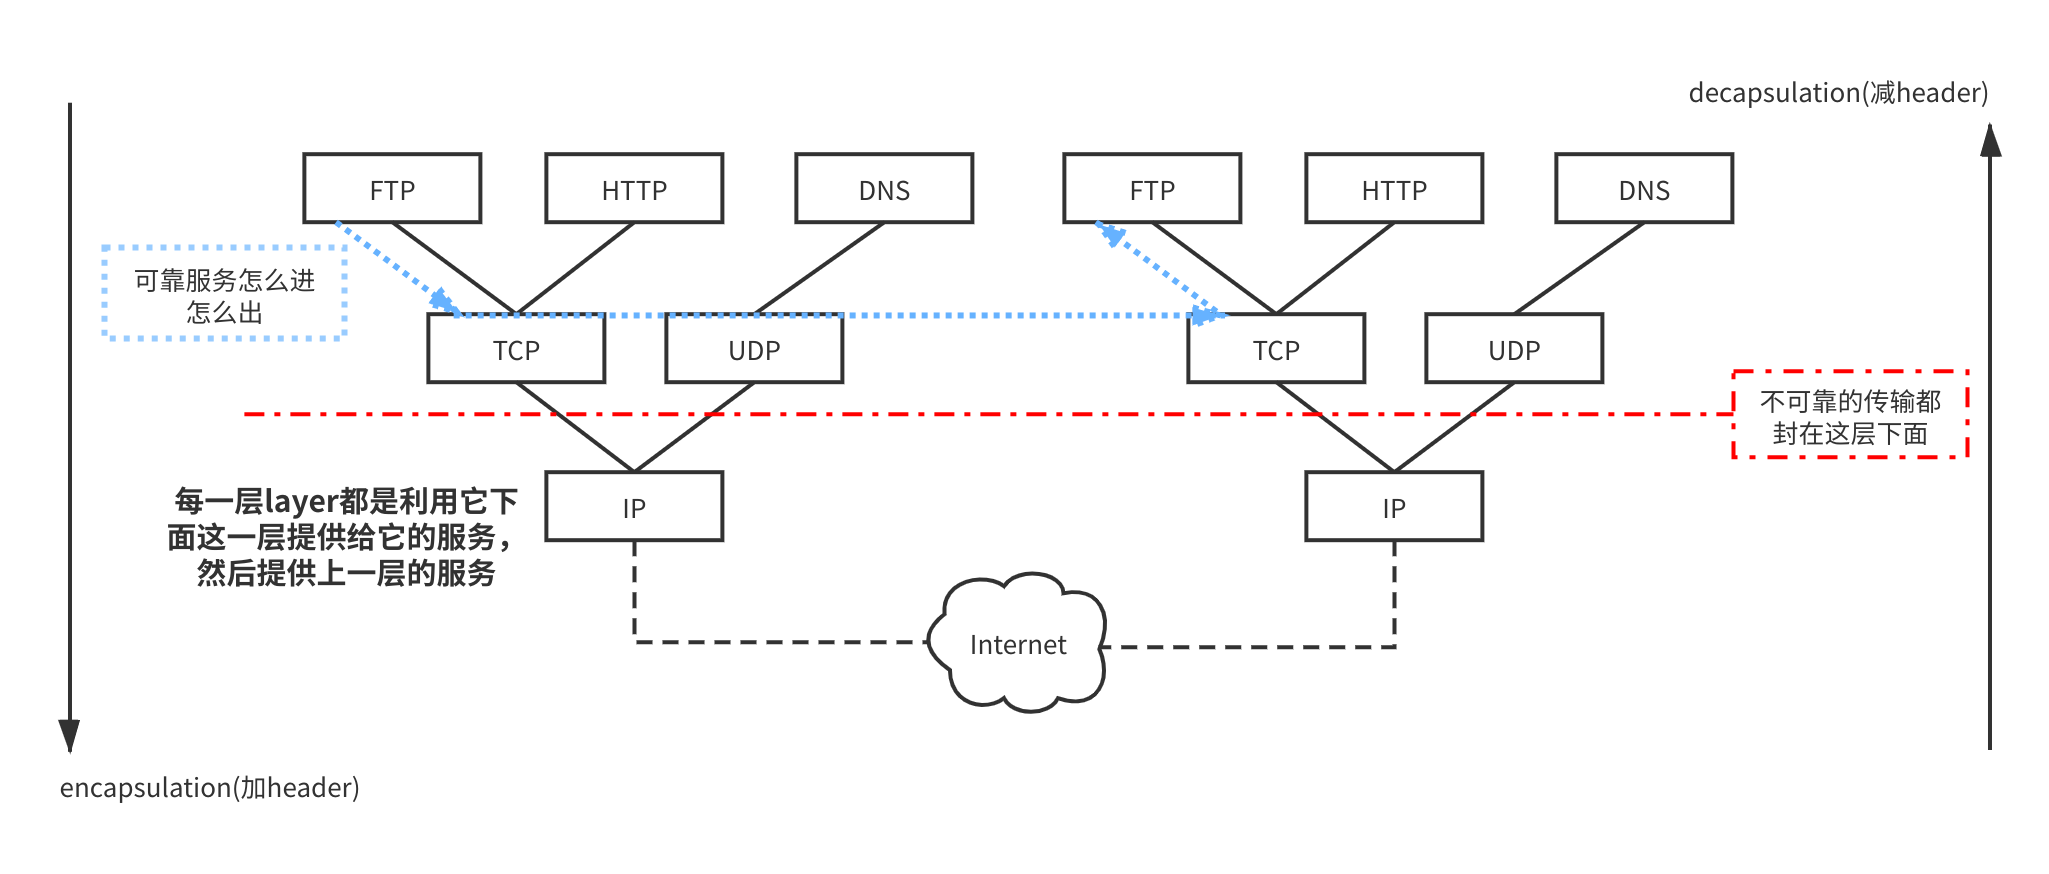 decapsulation(减header)
FTP
HTTP
DNS
FTP
HTTP
DNS
可靠服务怎么进
怎么出
TCP
UDP
TCP
UDP
不可靠的传输都
封在这层下面
每一层layer都是利用它下
面这一层提供给它的服务，
然后提供上一层的服务
IP
IP
Internet
encapsulation(加header)